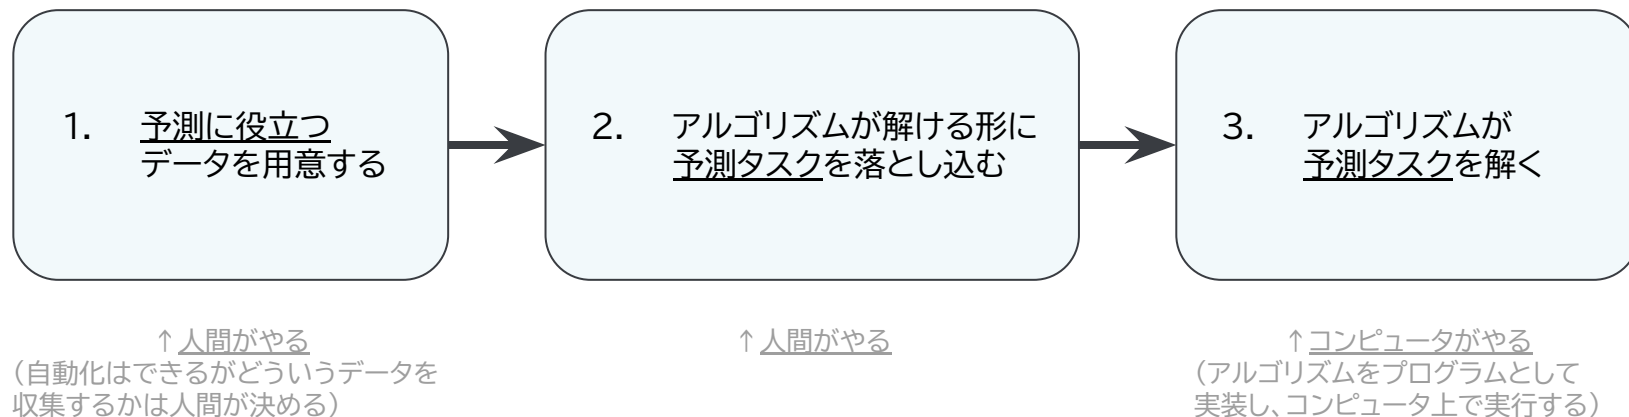 1. 予測に役立つ
データを用意する
2. アルゴリズムが解ける形に
予測タスクを落とし込む
3. アルゴリズムが
予測タスクを解く
↑人間がやる
(自動化はできるがどういうデータを
収集するかは人間が決める)
↑人間がやる
↑コンピュータがやる
(アルゴリズムをプログラムとして
実装し、コンピュータ上で実行する)